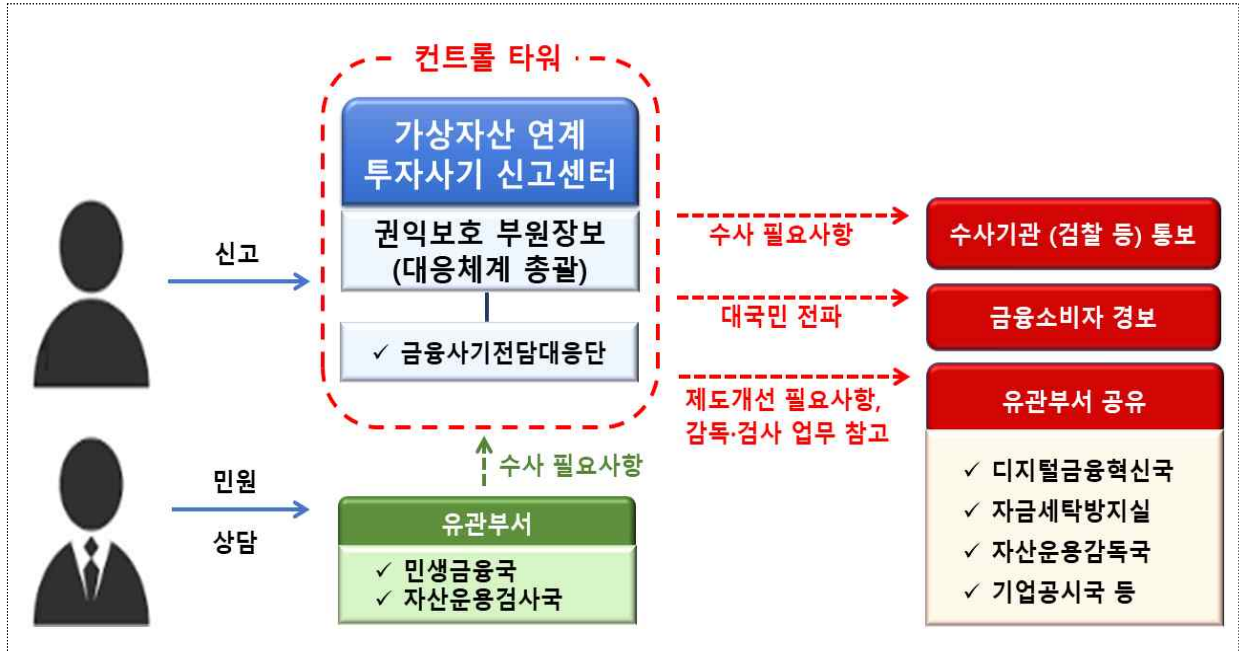 컨트롤 타워
가상자산 연계
투자사기 신고센터
권익보호 부원장보
(대응체계 총괄)
✓ 금융사기전담대응단
신고
민원
상담
수사 필요사항
유관부서
✓ 민생금융국
✓ 자산운용검사국
수사 필요사항
대국민 전파
제도개선 필요사항,
감독·검사 업무 참고
수사기관 (검찰 등) 통보
금융소비자 경보
유관부서 공유
✓ 디지털금융혁신국
✓ 자금세탁방지실
✓ 자산운용감독국
✓ 기업공시국 등